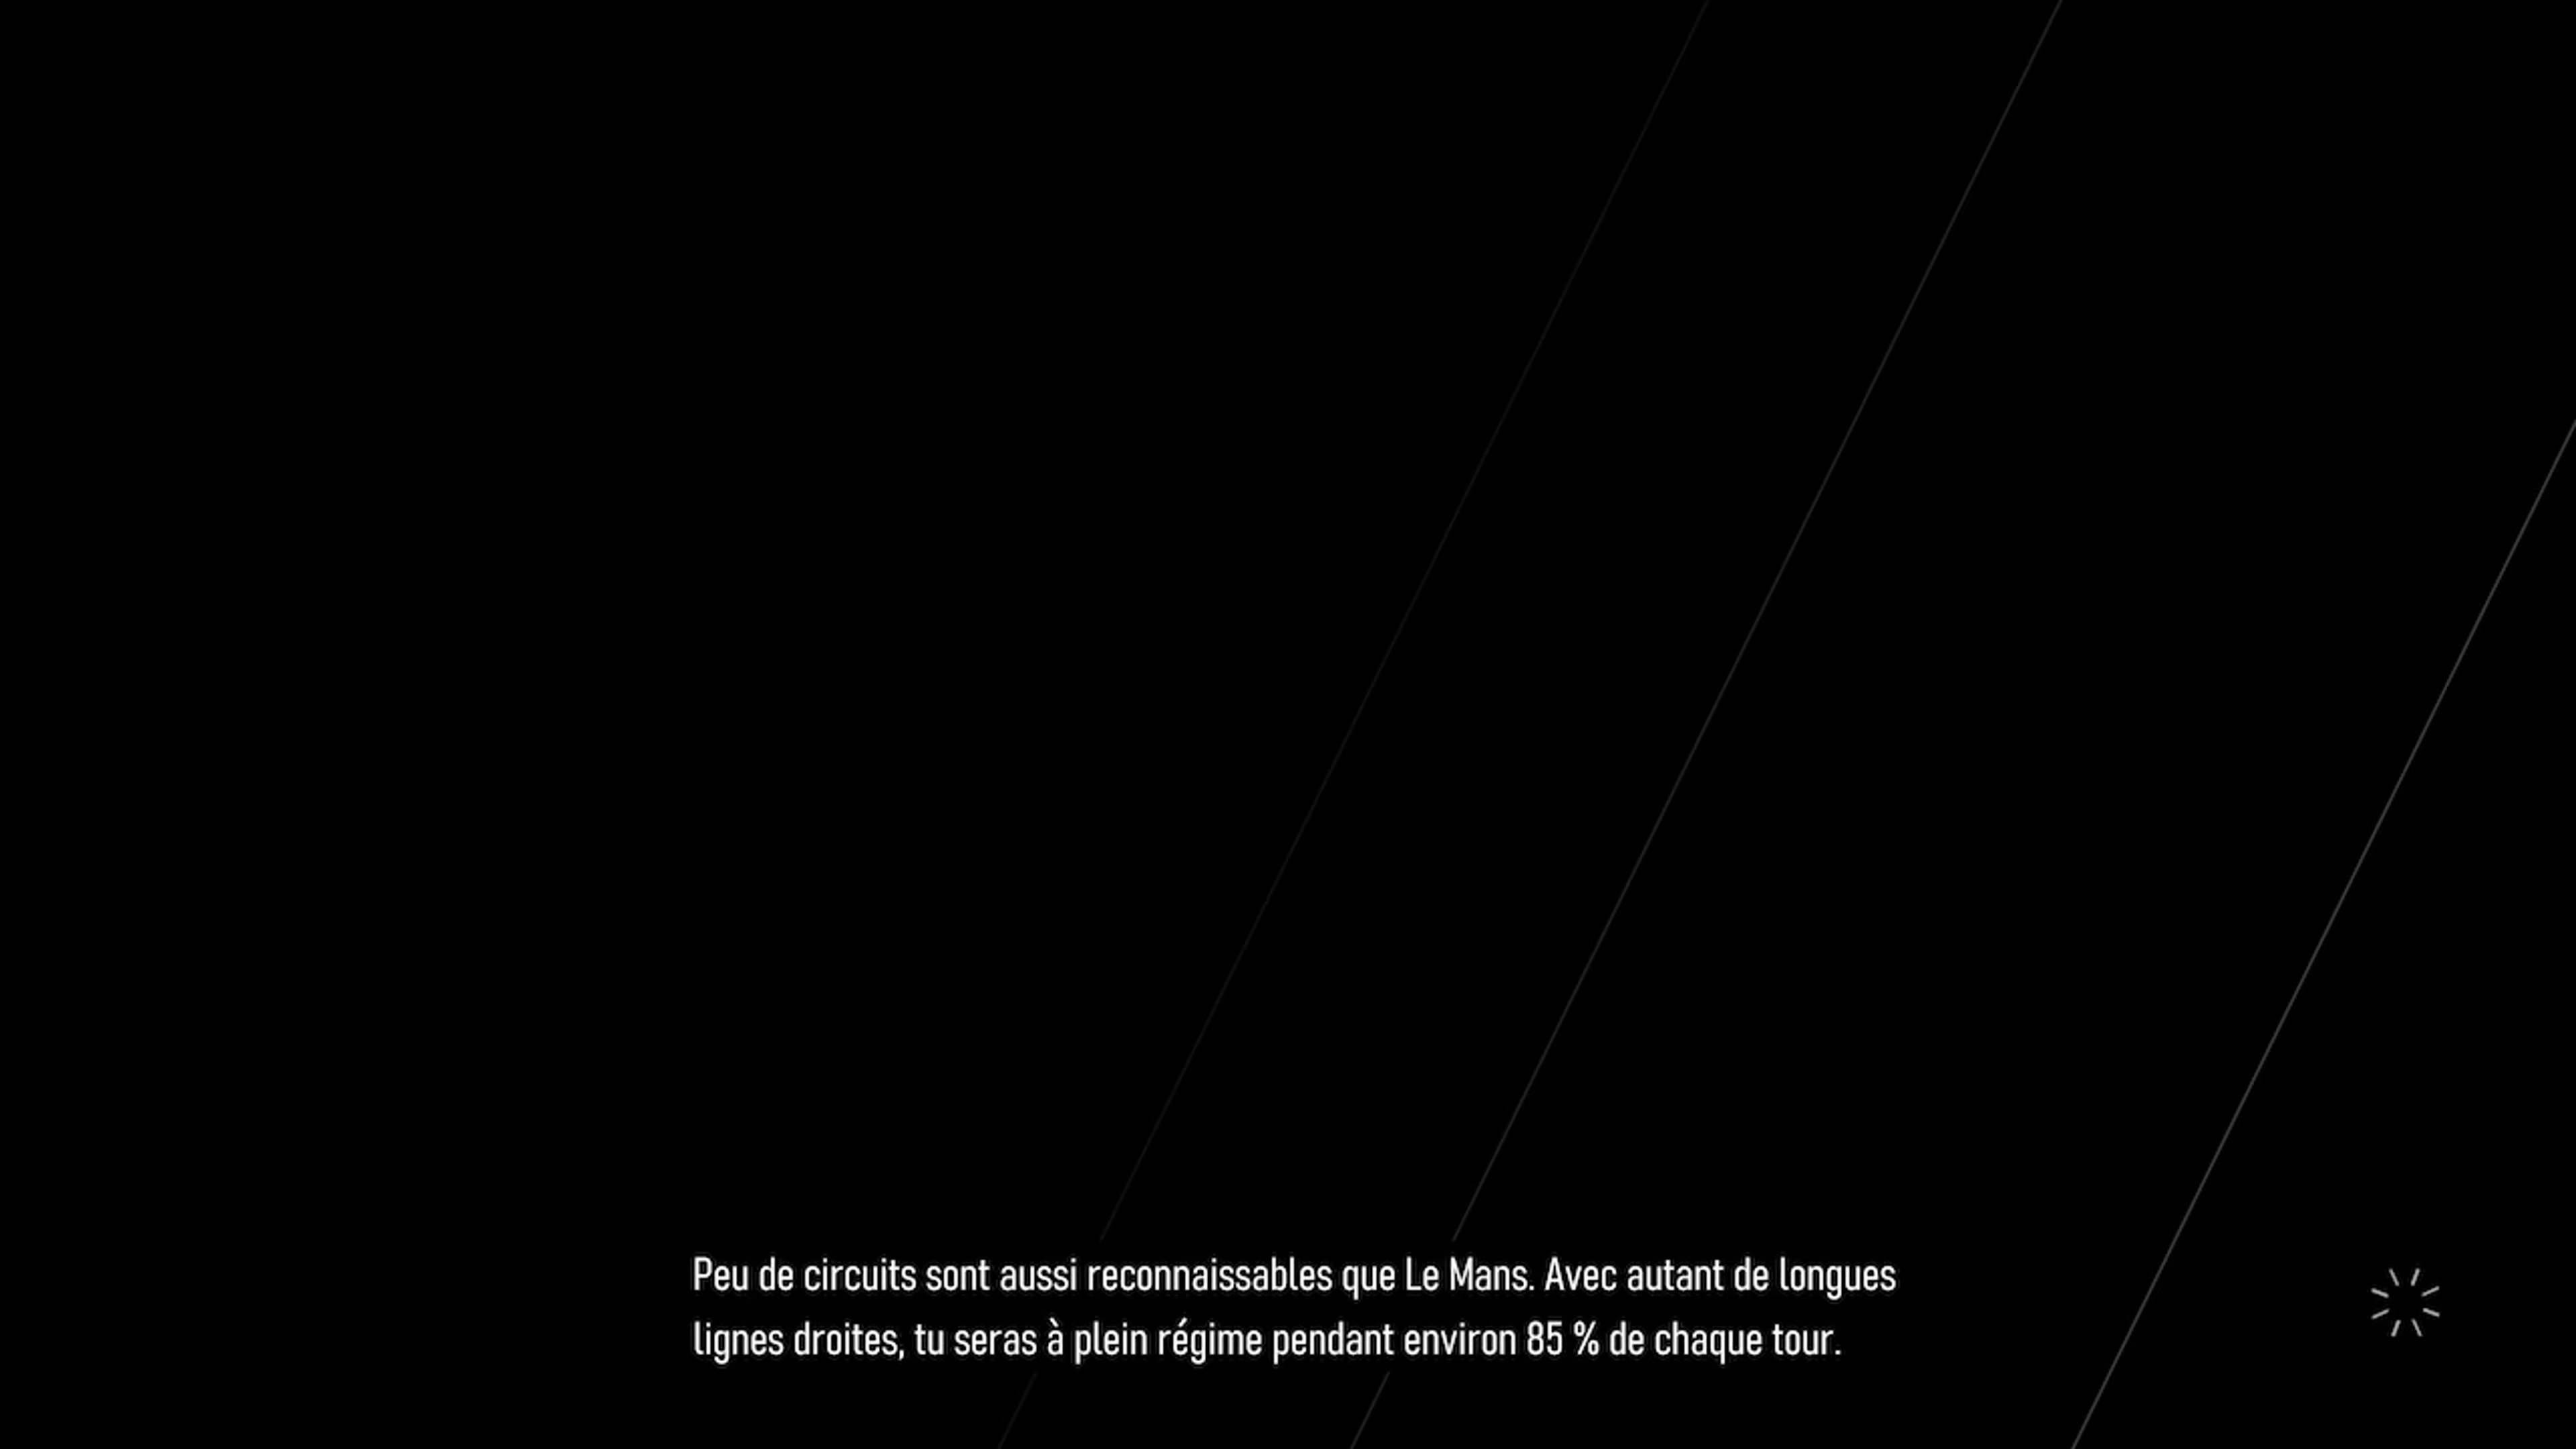 Peu de circuits sont aussi reconnaissables que Le Mans. Avec autant de longues
lignes droites, tu seras à plein régime pendant environ 85 % de chaque tour.